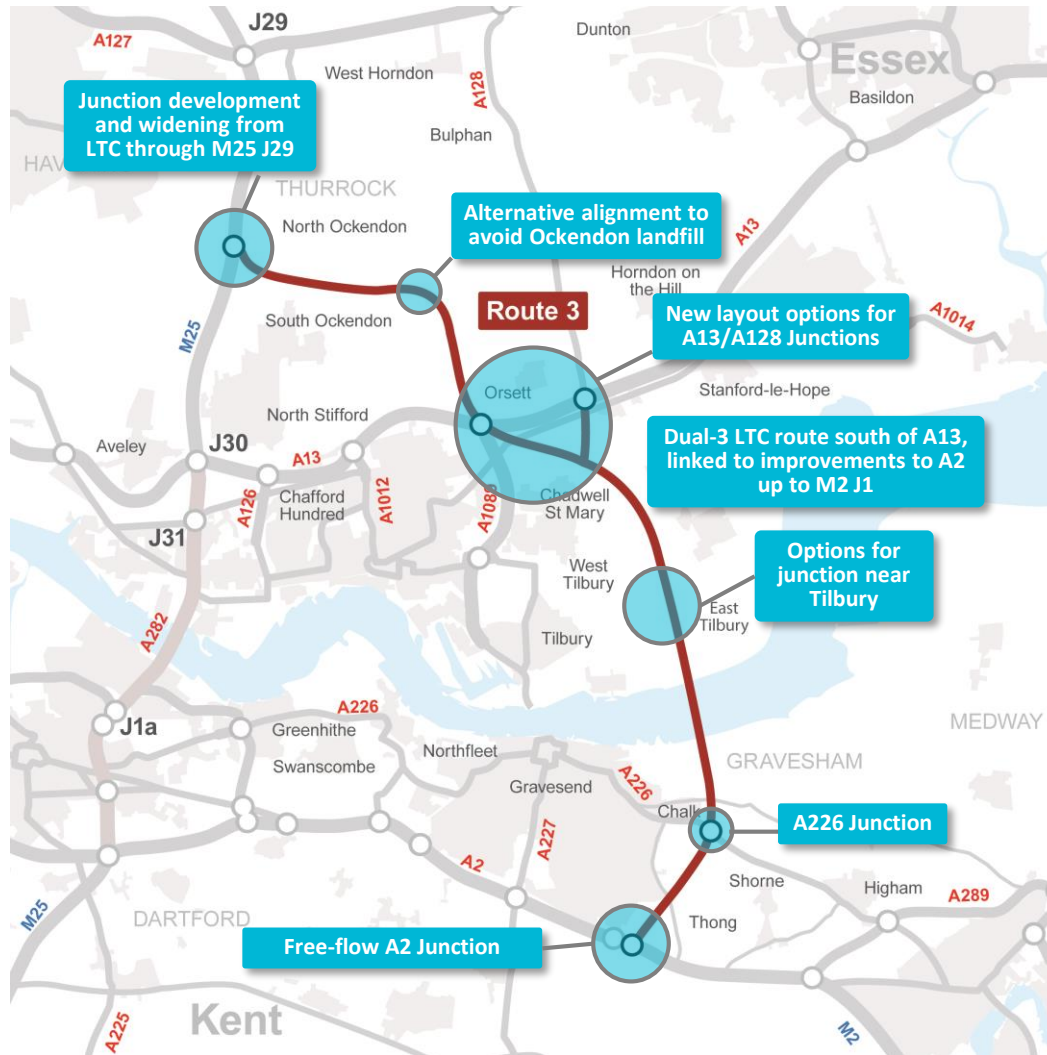 J29
A127
Dunton
Essex
West Horndon
A128
Basildon
Junction development
and widening from
LTC through M25 J29
Bulphan
HAV
THURROCK
North Ockendon
Alternative alignment to
avoid Ockendon landfill
A13
Horndon on
the Hill
Route 3
South Ockendon
New layout options for
A13/A128 Junctions
A1014
M25
Orsett
Stanford-le-Hope
North Stifford
Aveley
J30
A13
Dual-3 LTC route south of A13,
linked to improvements to A2
up to M2 J1
A126
Chafford
Hundred
A1012
A1089
Chadwell
St Mary
J31
Options for
junction near
Tilbury
West
Tilbury
East
Tilbury
Tilbury
A282
J1a
A226
Greenhithe
MEDWAY
Northfleet
Swanscombe
GRAVESHAM
Gravesend
A226
Chalk
A226 Junction
A227
A2
Shorne
Higham
A289
M25
DARTFORD
Thong
Free-flow A2 Junction
Kent
A225
M2